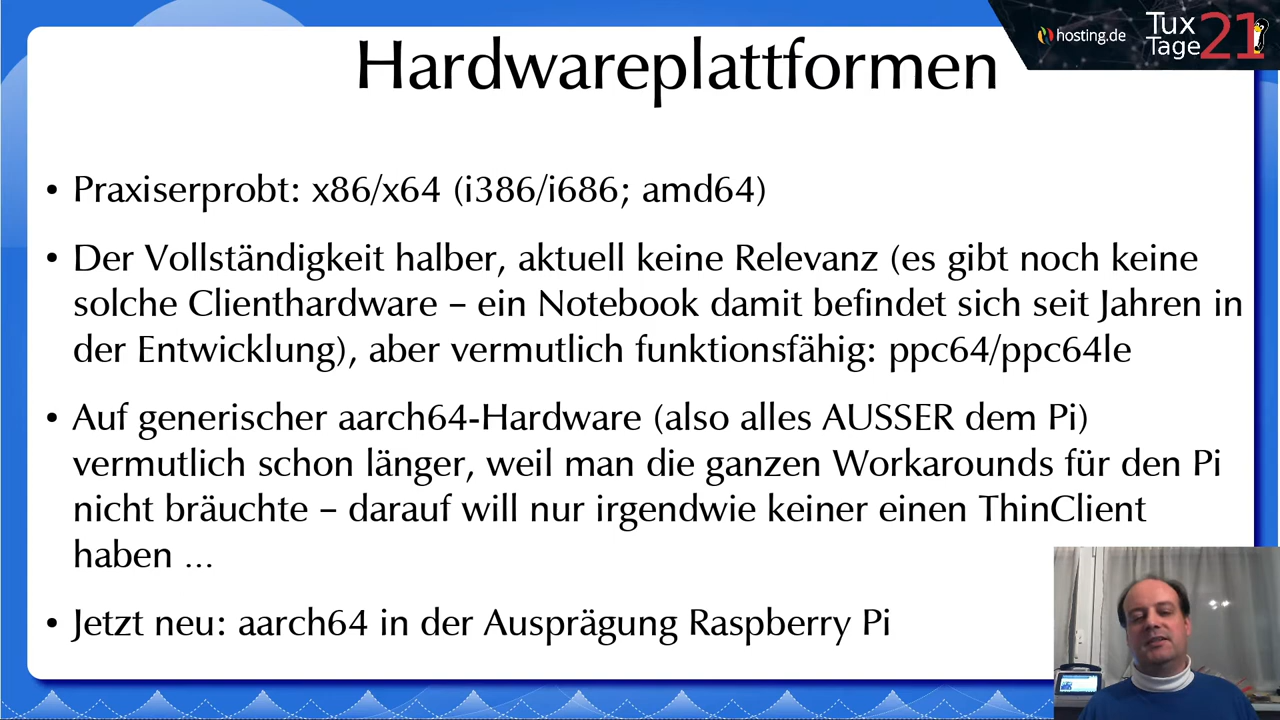 hosting.de
Tux
Tage 21
Hardwareplattformen
• Praxiserprobt: x86/x64 (i386/i686; amd64)
• Der Vollständigkeit halber, aktuell keine Relevanz (es gibt noch keine
solche Clienthardware – ein Notebook damit befindet sich seit Jahren in
der Entwicklung), aber vermutlich funktionsfähig: ppc64/ppc64le
• Auf generischer aarch64-Hardware (also alles AUSSER dem Pi)
vermutlich schon länger, weil man die ganzen Workarounds für den Pi
nicht bräuchte – darauf will nur irgendwie keiner einen ThinClient
haben ...
• Jetzt neu: aarch64 in der Ausprägung Raspberry Pi